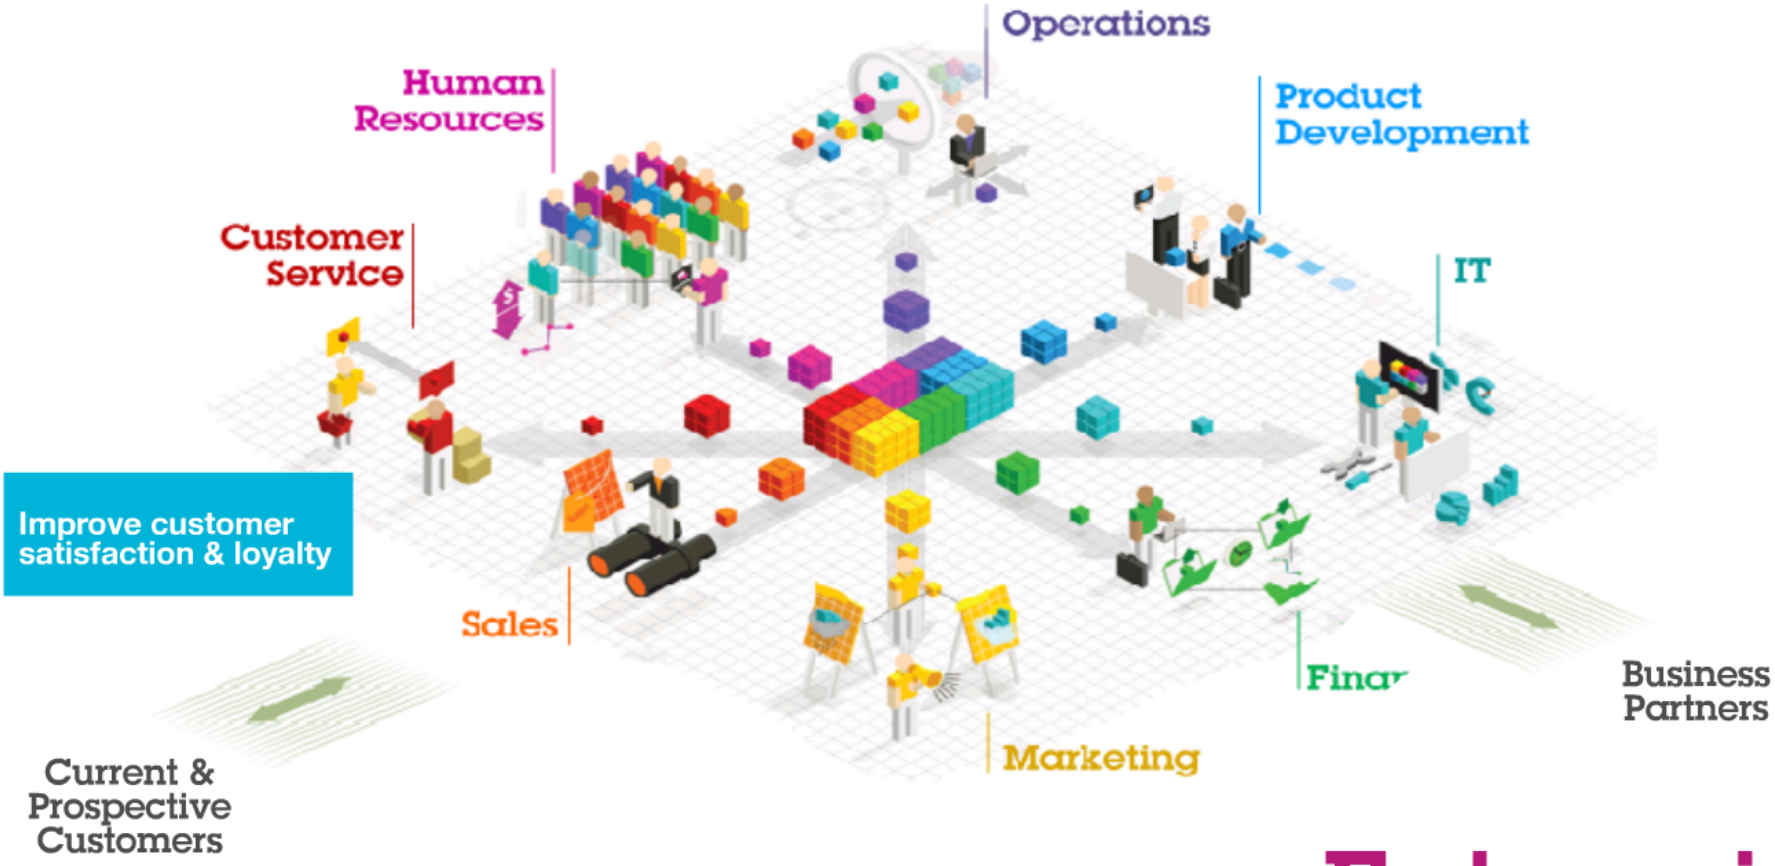 Operations
Human
Resources
Product
Development
Customer
Service
IT
Improve customer
satisfaction & loyalty
Sales
Finan
Business
Partners
Marketing
Current &
Prospective
Customers